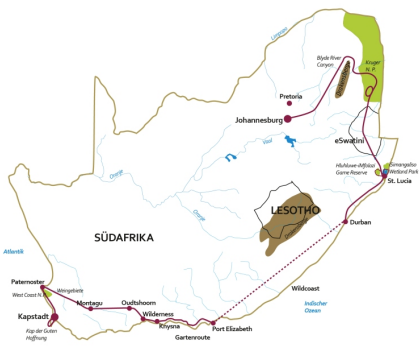 Limpopo
Blyde River
Canyon
Kruger
N. P.
Drakensberge
Pretoria
Johannesburg
eSwatini
Vaal
Hluhluwe-iMfolozi
Game Reserve
iSimangaliso
Wetland Park
St. Lucia
Oranje
Oranje
LESOTHO
Durban
SÜDAFRIKA
Atlantik
Paternoster
West Coast N.P.
Weingebiete
Kapstadt
Kap der Guten
Hoffnung
Montagu
Oudtshoorn
Wilderness
Khysna
Port Elizabeth
Gartenroute
Wildcoast
Indischer
Ozean